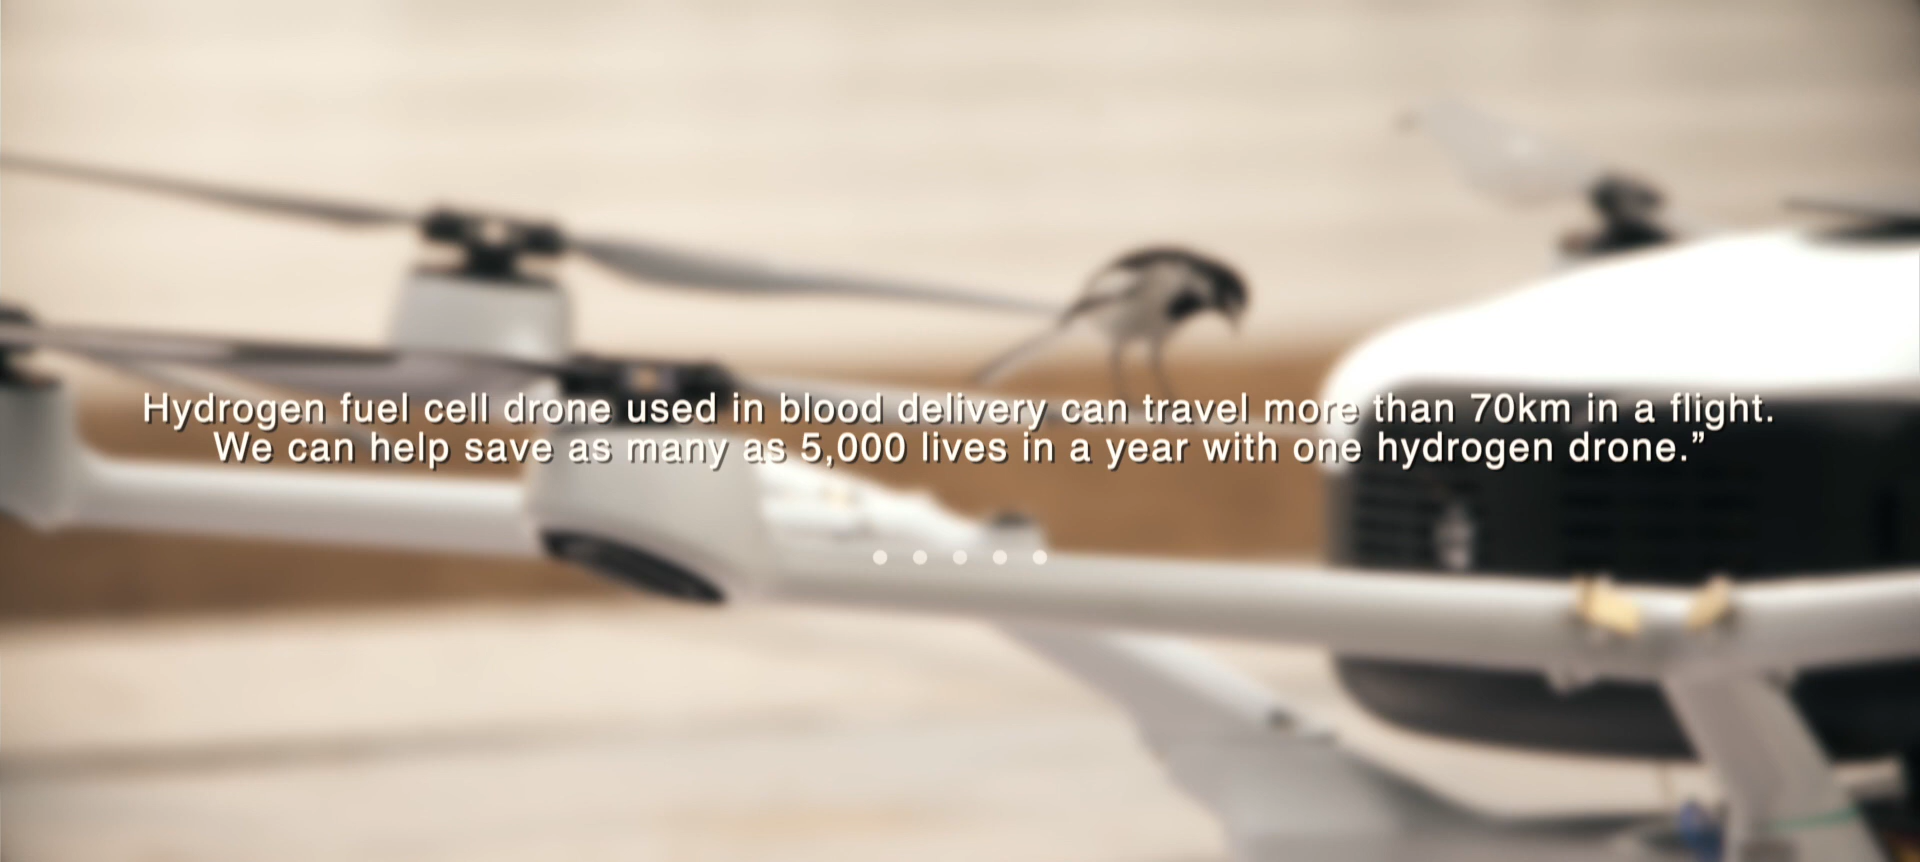 Hydrogen fuel cell drone used in blood delivery can travel more than 70km in a flight.
We can help save as many as 5,000 lives in a year with one hydrogen drone.”